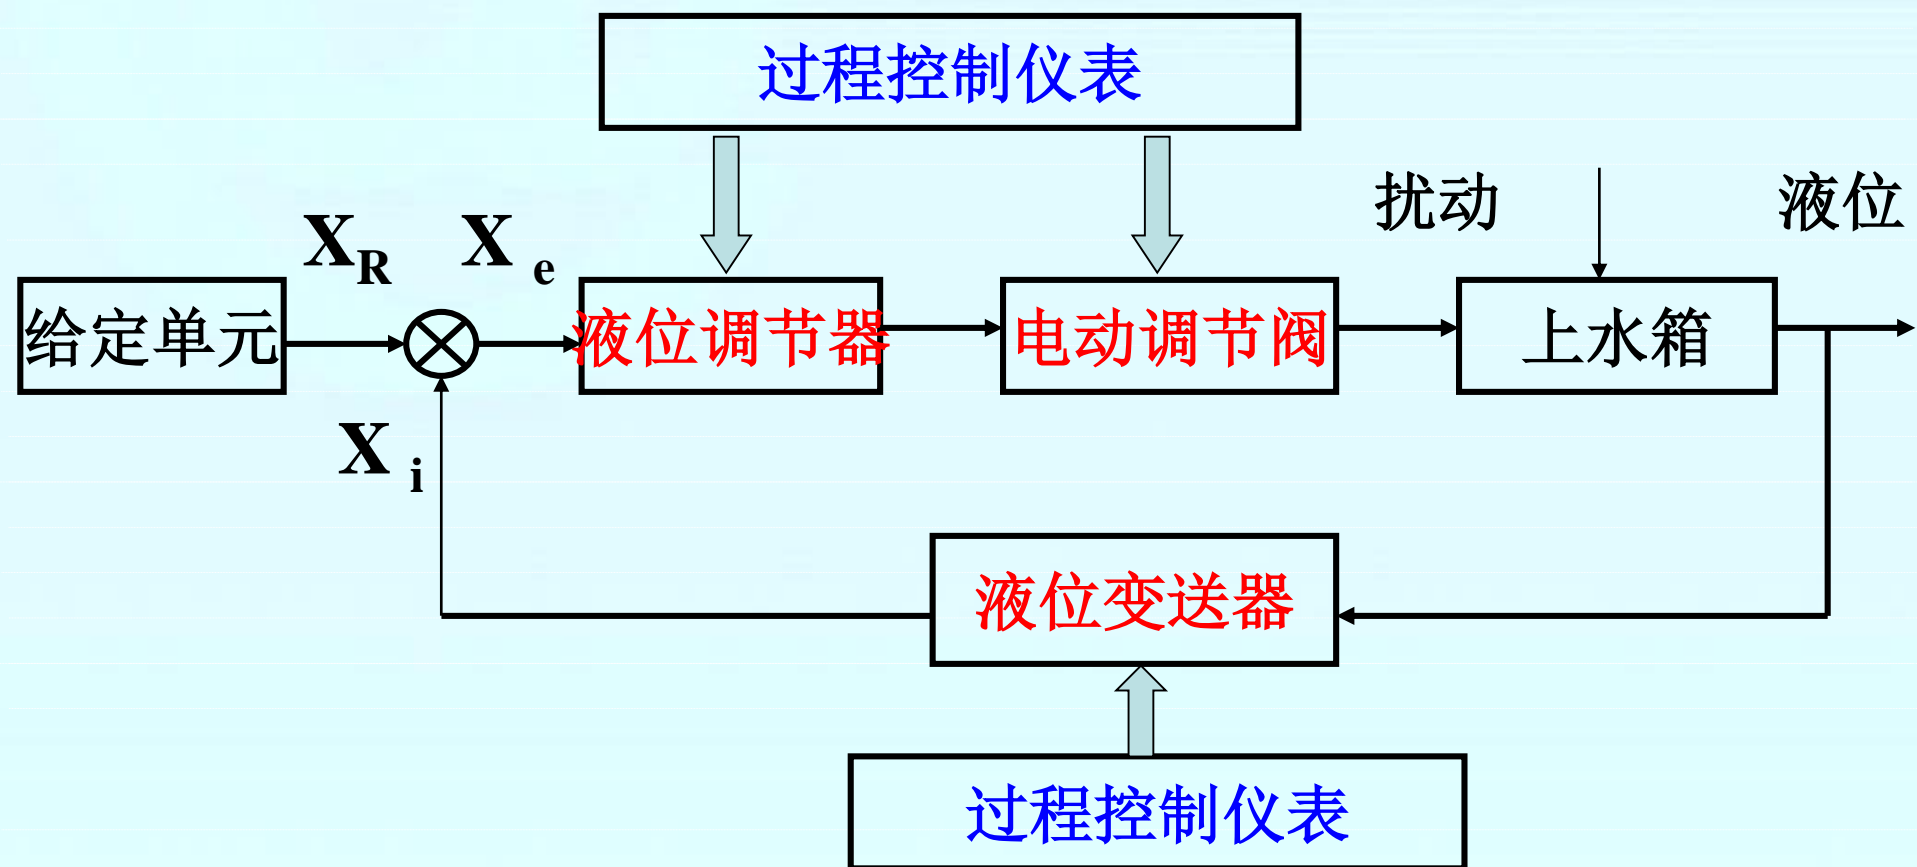 过程控制仪表
扰动
液位
X R
X e
给定单元
液位调节器
电动调节阀
上水箱
X i
液位变送器
过程控制仪表